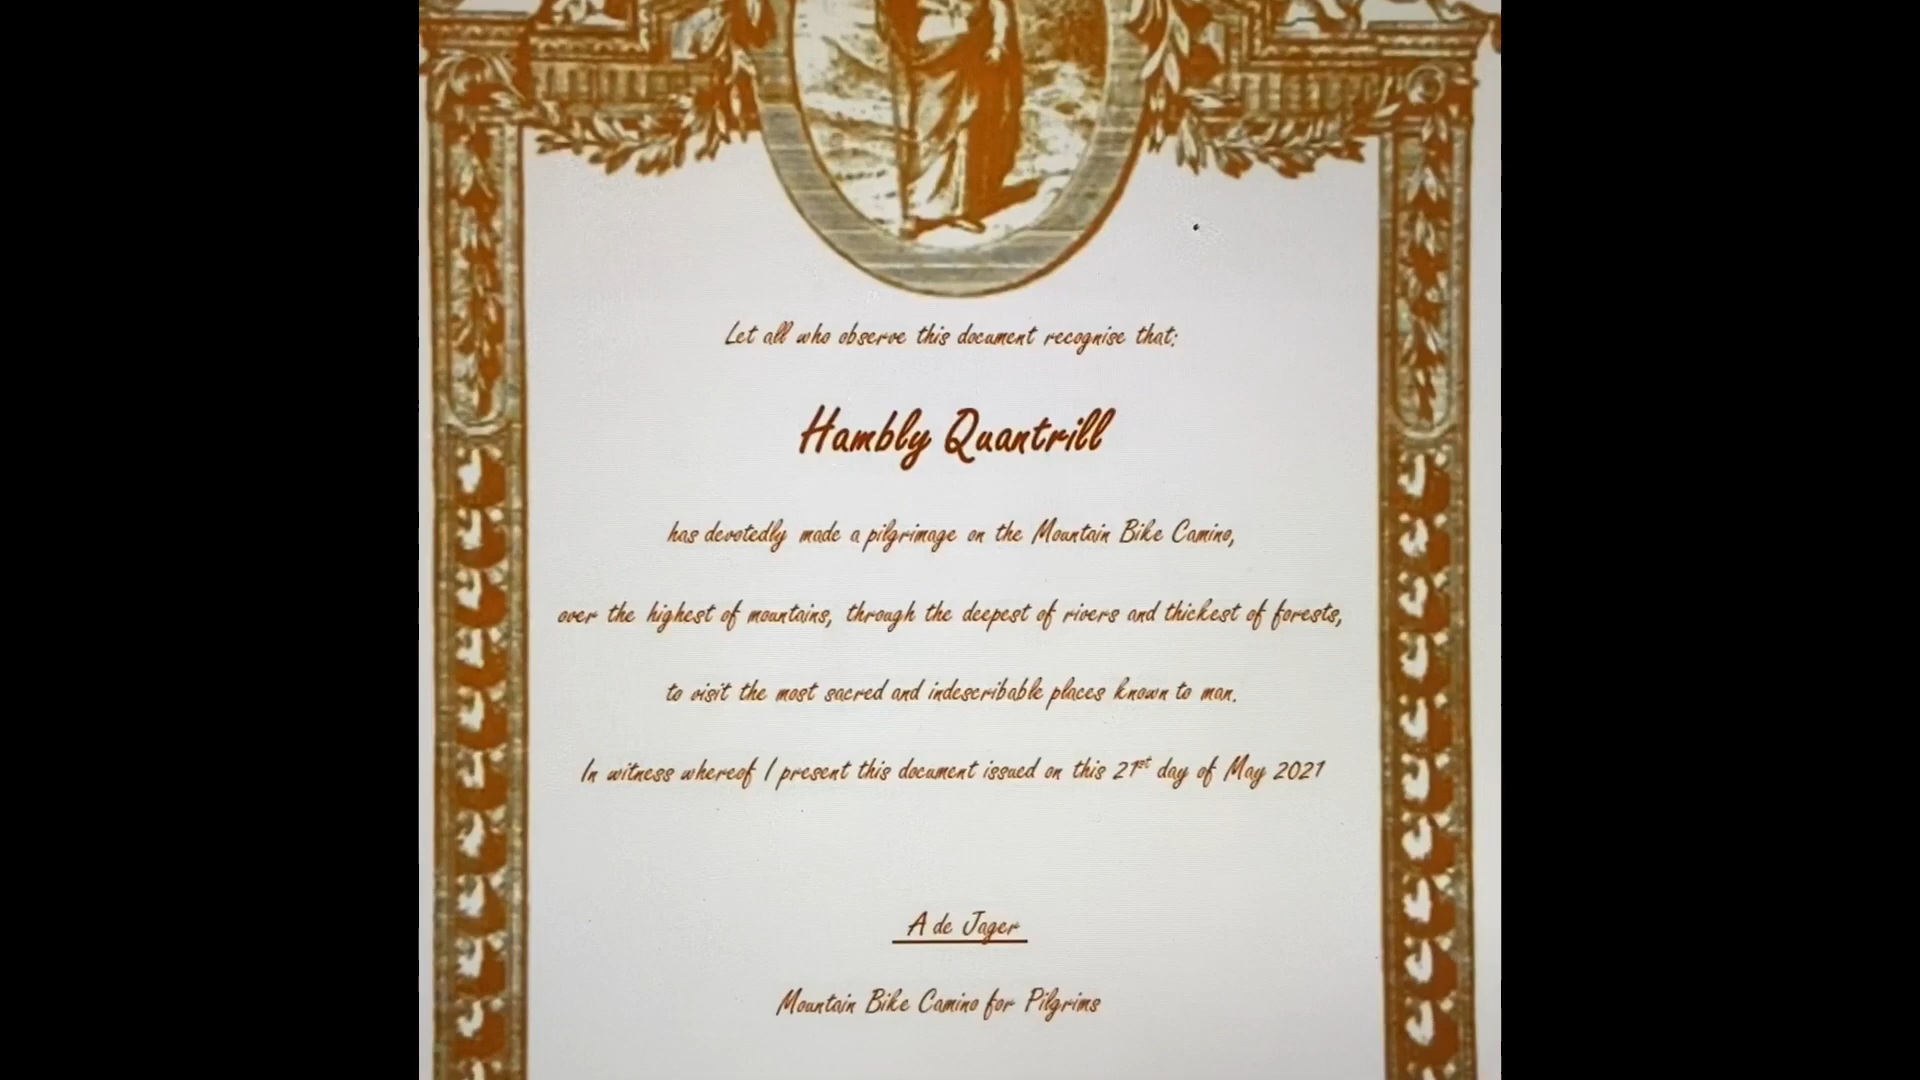 Let all who observe this document recognise that:
Hambly Quantrill
has devotedly made a pilgrimage on the Mountain Bike Camino,
over the highest of mountains, through the deepest of rivers and thickest of forests,
to visit the most sacred and indescribable places known to man.
In witness whereof I present this document issued on this 21st day of May 2021
A de Jager
Mountain Bike Camino for Pilgrims